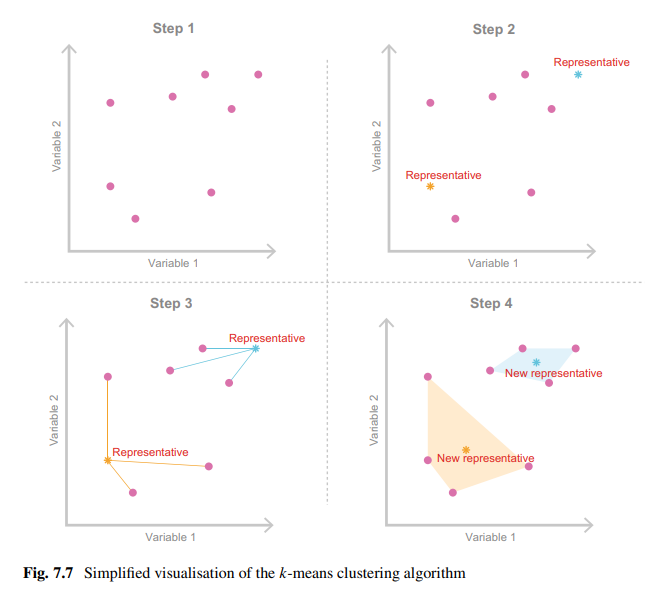 Step 1
Step 2
Representative
Variable 2
Variable 2
Representative
Variable 1
Variable 1
Step 3
Step 4
Representative
New representative
Variable 2
Variable 2
Representative
New representative
Variable 1
Variable 1
Fig. 7.7 Simplified visualisation of the k-means clustering algorithm